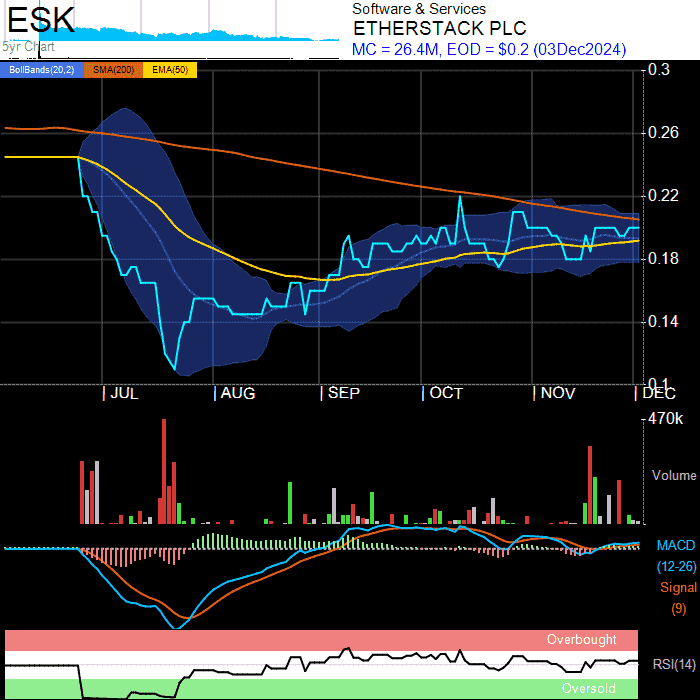 ESK
5yr Chart
Software & Services
ETHERSTACK PLC
MC = 26.4M, EOD = $0.2 (03Dec2024)
BollBands(20,2) SMA(200) EMA(50)
0.3
0.26
0.22
0.18
0.14
0.1
| JUL | AUG | SEP | OCT | NOV | DEC
470k
Volume
MACD
(12-26)
Signal
(9)
Overbought
RSI(14)
Oversold